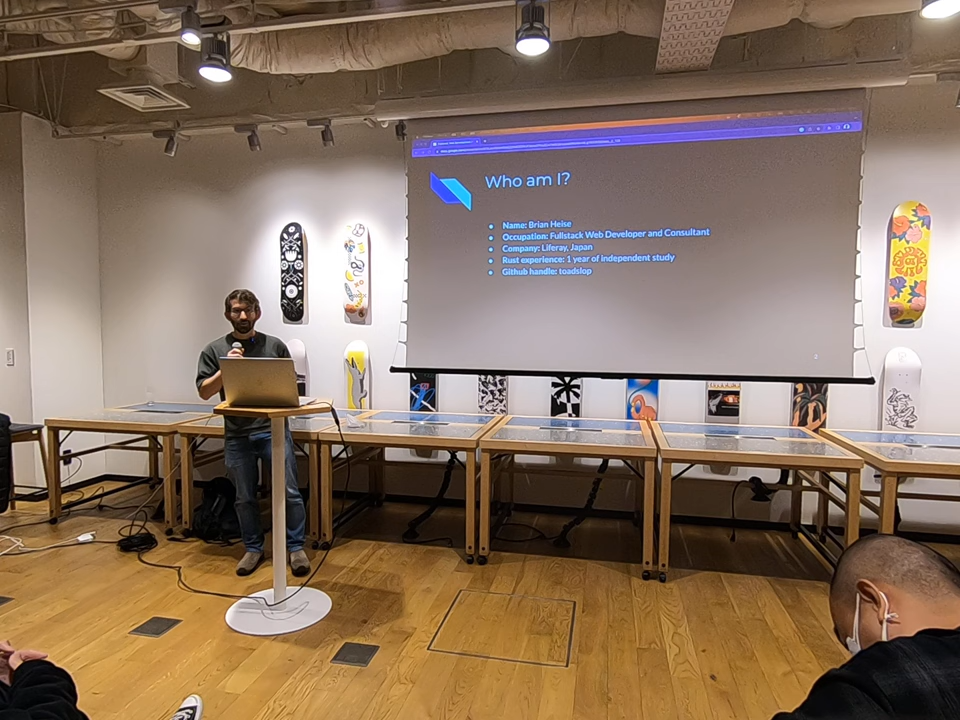 Who am I?
● Name: Brian Heise
● Occupation: Fullstack Web Developer and Consultant
● Company: Liferay, Japan
● Rust experience: 1 year of independent study
● Github handle: toadslop
2